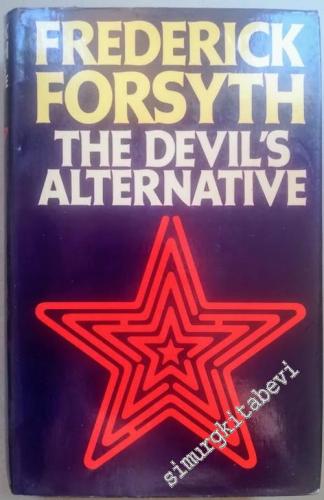 FREDERICK
FORSYTH
THE DEVIL'S
ALTERNATIVE
simurgkitabevi